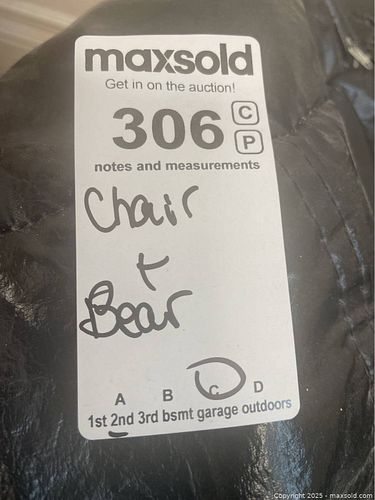 maxsold
Get in on the auction!
306 C
P
notes and measurements
Chair
+
Bear
A B C D
1st 2nd 3rd bsmt garage outdoors
Copyright 2025 - maxsold.com